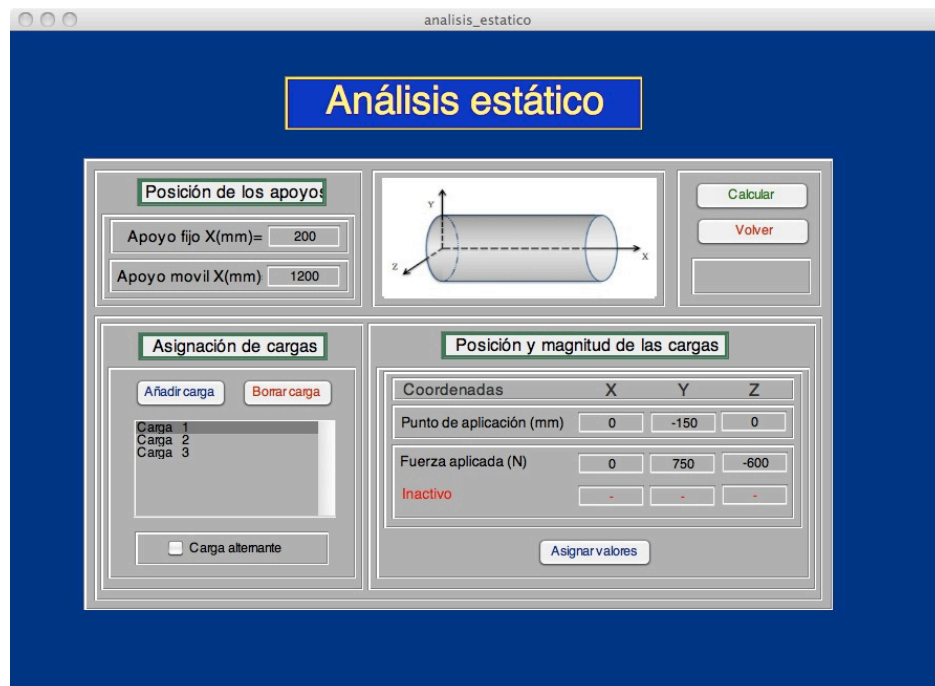 analisis_estatico
Análisis estático
Posición de los apoyos
Apoyo fijo X(mm)= 200
Apoyo movil X(mm) 1200
Y
Z
X
Calcular
Volver
Asignación de cargas
Añadir carga Borrar carga
Carga 1
Carga 2
Carga 3
Carga alternante
Posición y magnitud de las cargas
Coordenadas X Y Z
Punto de aplicación (mm) 0 -150 0
Fuerza aplicada (N) 0 750 -600
Inactivo - - -
Asignar valores